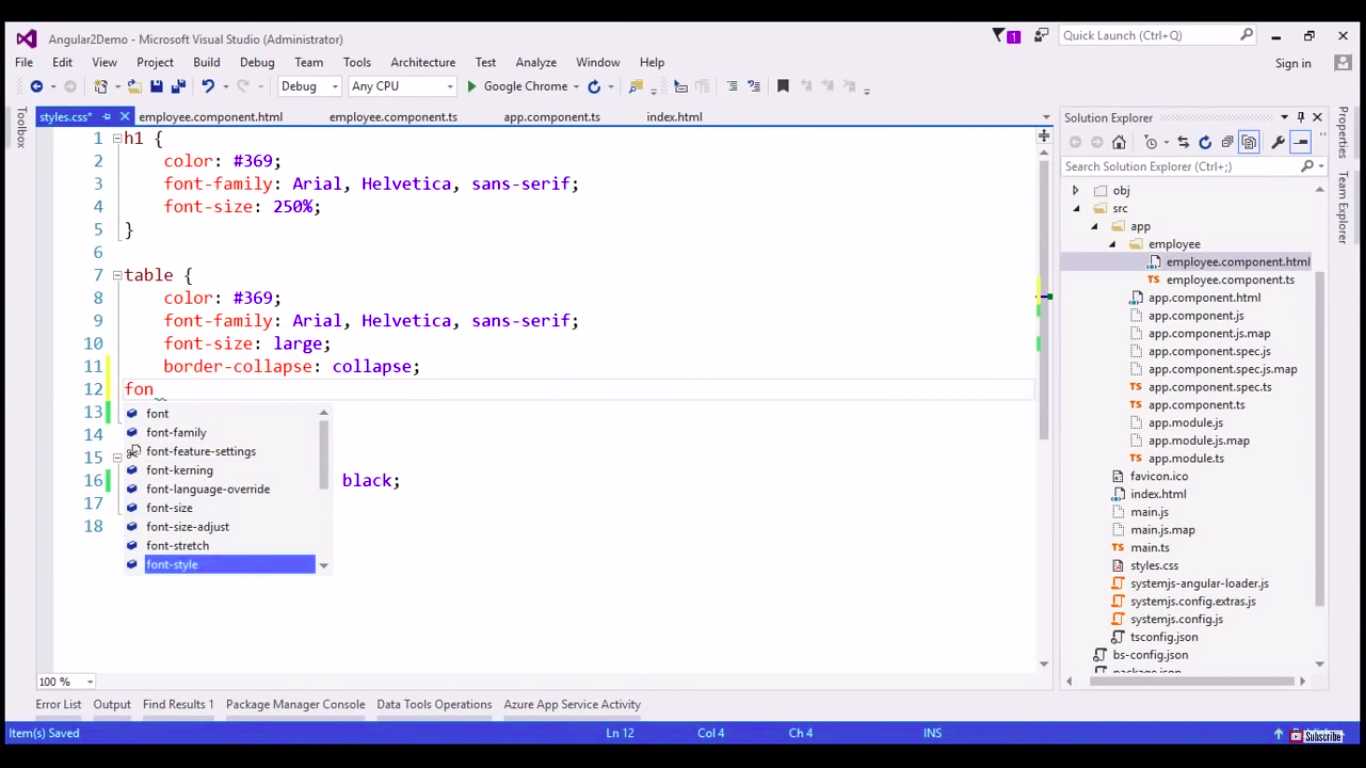 Angular2Demo - Microsoft Visual Studio (Administrator)
1
Quick Launch (Ctrl+Q)
File Edit View Project Build Debug Team Tools Architecture Test Analyze Window Help
Sign in
Debug Any CPU Google Chrome
Toolbox
styles.css* employee.component.html employee.component.ts app.component.ts index.html
1 h1 {
2 color: #369;
3 font-family: Arial, Helvetica, sans-serif;
4 font-size: 250%;
5 }
6
7 table {
8 color: #369;
9 font-family: Arial, Helvetica, sans-serif;
10 font-size: large;
11 border-collapse: collapse;
12 fon
13
14
15
16 black;
17
18
font
font-family
font-feature-settings
font-kerning
font-language-override
font-size
font-size-adjust
font-stretch
font-style
100 %
Solution Explorer
Search Solution Explorer (Ctrl+;)
obj
src
app
employee
employee.component.html
employee.component.ts
app.component.html
app.component.js
app.component.js.map
app.component.spec.js
app.component.spec.js.map
app.component.spec.ts
app.component.ts
app.module.js
app.module.js.map
app.module.ts
favicon.ico
index.html
main.js
main.js.map
main.ts
styles.css
systemjs-angular-loader.js
systemjs.config.extras.js
systemjs.config.js
tsconfig.json
bs-config.json
package.json
Properties
Team Explorer
Error List Output Find Results 1 Package Manager Console Data Tools Operations Azure App Service Activity
Item(s) Saved Ln 12 Col 4 Ch 4 INS
Subscribe